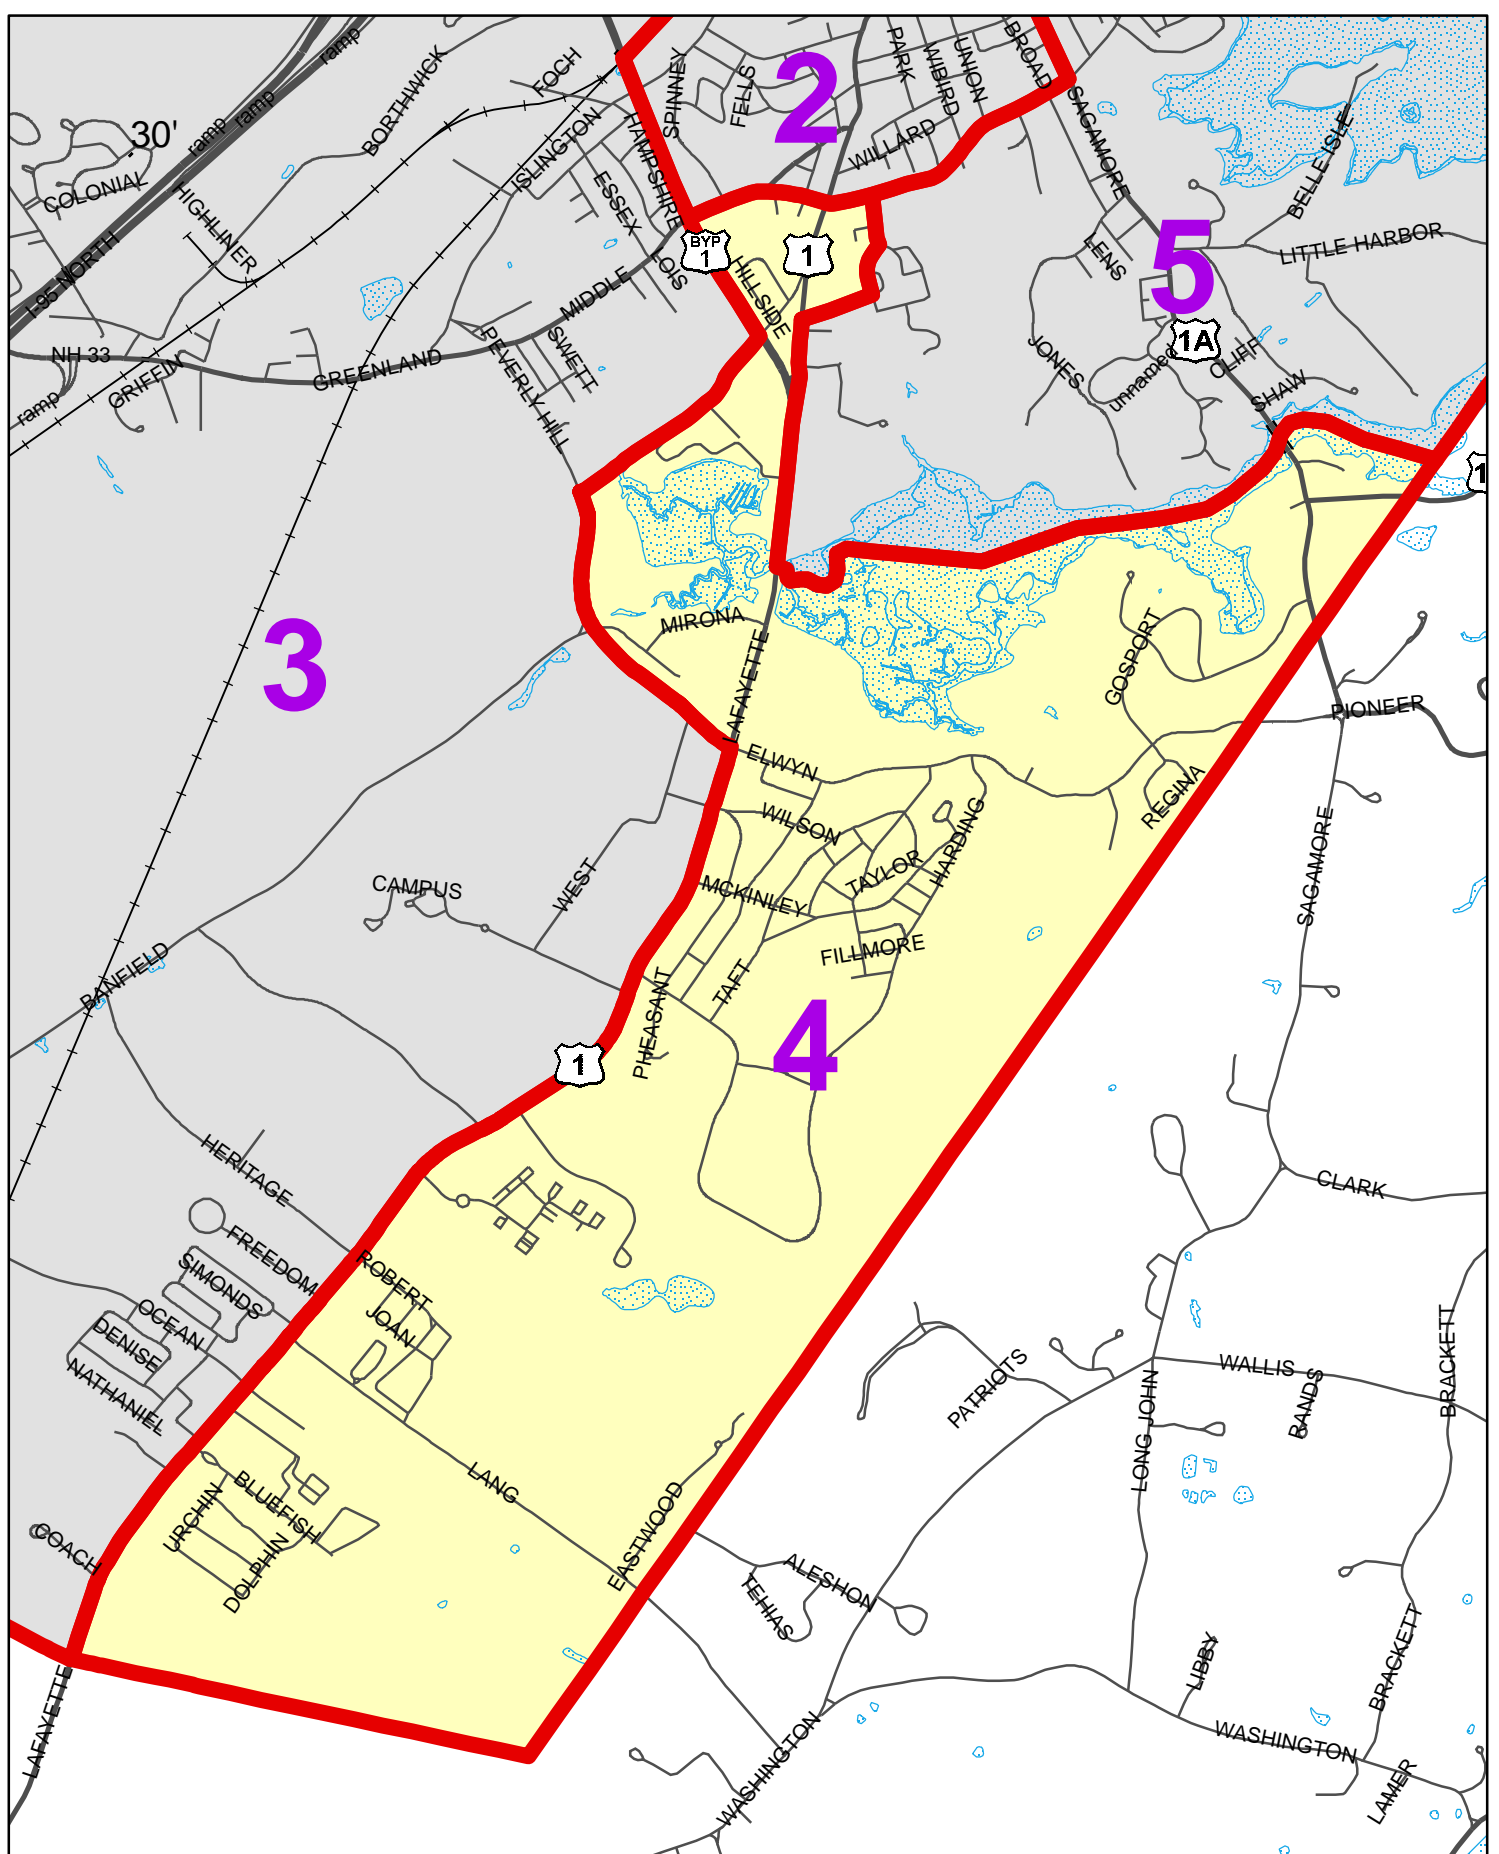 ramp
BORTHWICK
FOCH
SPINNEY
FELLS
2
PARK
WIBIRD
UNION
BROAD
30'
ramp
ramp
ISLINGTON
HAMPSHIRE
WILLARD
SAGAMORE
BELLE ISLE
COLONIAL
HIGHLINER
ESSEX
LOIS
BYP
1
1
5
LENS
LITTLE HARBOR
I-95 NORTH
MIDDLE
HILLSIDE
NH 33
GRIFFIN
GREENLAND
PEVERLY HILL
SWETT
JONES
unnamed
1A
CLIFF
SHAW
ramp
1
3
MIRONA
LAFAYETTE
GOSPORT
PIONEER
ELWYN
WILSON
REGINA
HARDING
TAYLOR
MCKINLEY
CAMPUS
WEST
SAGAMORE
FILLMORE
BANFIELD
PHEASANT
TAFT
4
1
HERITAGE
CLARK
FREEDOM
SIMONDS
ROBERT
JOAN
OCEAN
DENISE
NATHANIEL
PATRIOTS
WALLIS
BRACKETT
LONG JOHN
RANDS
LANG
BLUEFISH
URCHIN
DOLPHIN
EASTWOOD
COACH
ALESHON
TEHIAS
LIBBY
BRACKETT
LAFAYETTE
WASHINGTON
WASHINGTON
LAMER